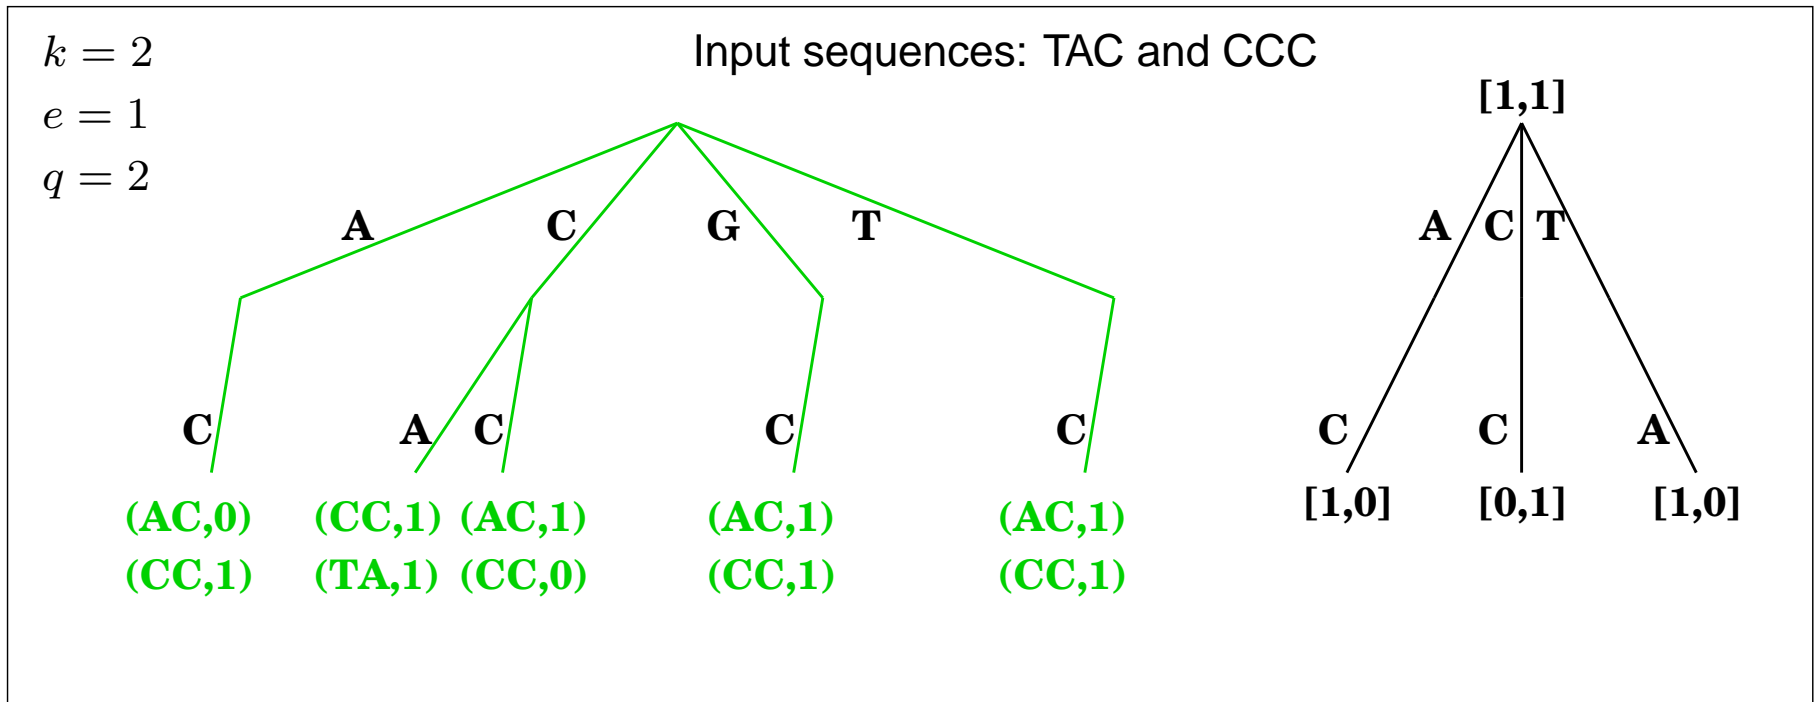 k = 2
Input sequences: TAC and CCC
e = 1
[1,1]
q = 2
A C G T
A C T
C A C C C
C C A
(AC,0) (CC,1) (AC,1) (AC,1) (AC,1)
(CC,1) (TA,1) (CC,0) (CC,1) (CC,1)
[1,0] [0,1] [1,0]